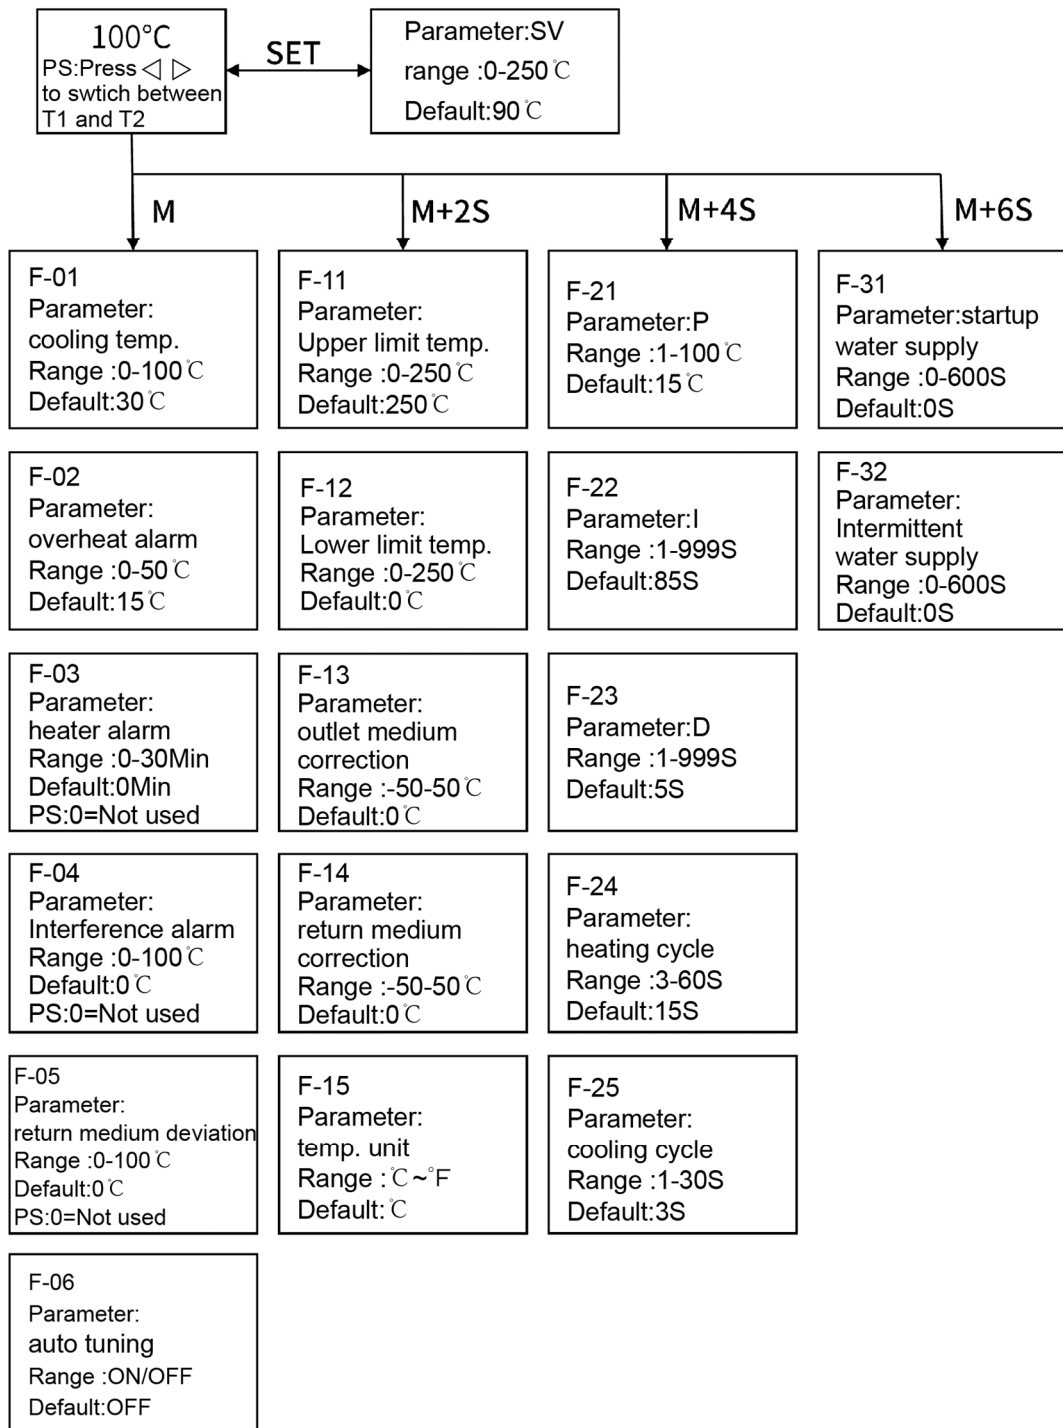 100℃
PS:Press ◁ ▷
to swtich between
T1 and T2
SET
Parameter:SV
range :0-250℃
Default:90℃
M
M+2S
M+4S
M+6S
F-01
Parameter:
cooling temp.
Range :0-100℃
Default:30℃
F-11
Parameter:
Upper limit temp.
Range :0-250℃
Default:250℃
F-21
Parameter:P
Range :1-100℃
Default:15℃
F-31
Parameter:startup
water supply
Range :0-600S
Default:0S
F-02
Parameter:
overheat alarm
Range :0-50℃
Default:15℃
F-12
Parameter:
Lower limit temp.
Range :0-250℃
Default:0℃
F-22
Parameter:I
Range :1-999S
Default:85S
F-32
Parameter:
Intermittent
water supply
Range :0-600S
Default:0S
F-03
Parameter:
heater alarm
Range :0-30Min
Default:0Min
PS:0=Not used
F-13
Parameter:
outlet medium
correction
Range :-50-50℃
Default:0℃
F-23
Parameter:D
Range :1-999S
Default:5S
F-04
Parameter:
Interference alarm
Range :0-100℃
Default:0℃
PS:0=Not used
F-14
Parameter:
return medium
correction
Range :-50-50℃
Default:0℃
F-24
Parameter:
heating cycle
Range :3-60S
Default:15S
F-05
Parameter:
return medium deviation
Range :0-100℃
Default:0℃
PS:0=Not used
F-15
Parameter:
temp. unit
Range :℃~℉
Default:℃
F-25
Parameter:
cooling cycle
Range :1-30S
Default:3S
F-06
Parameter:
auto tuning
Range :ON/OFF
Default:OFF